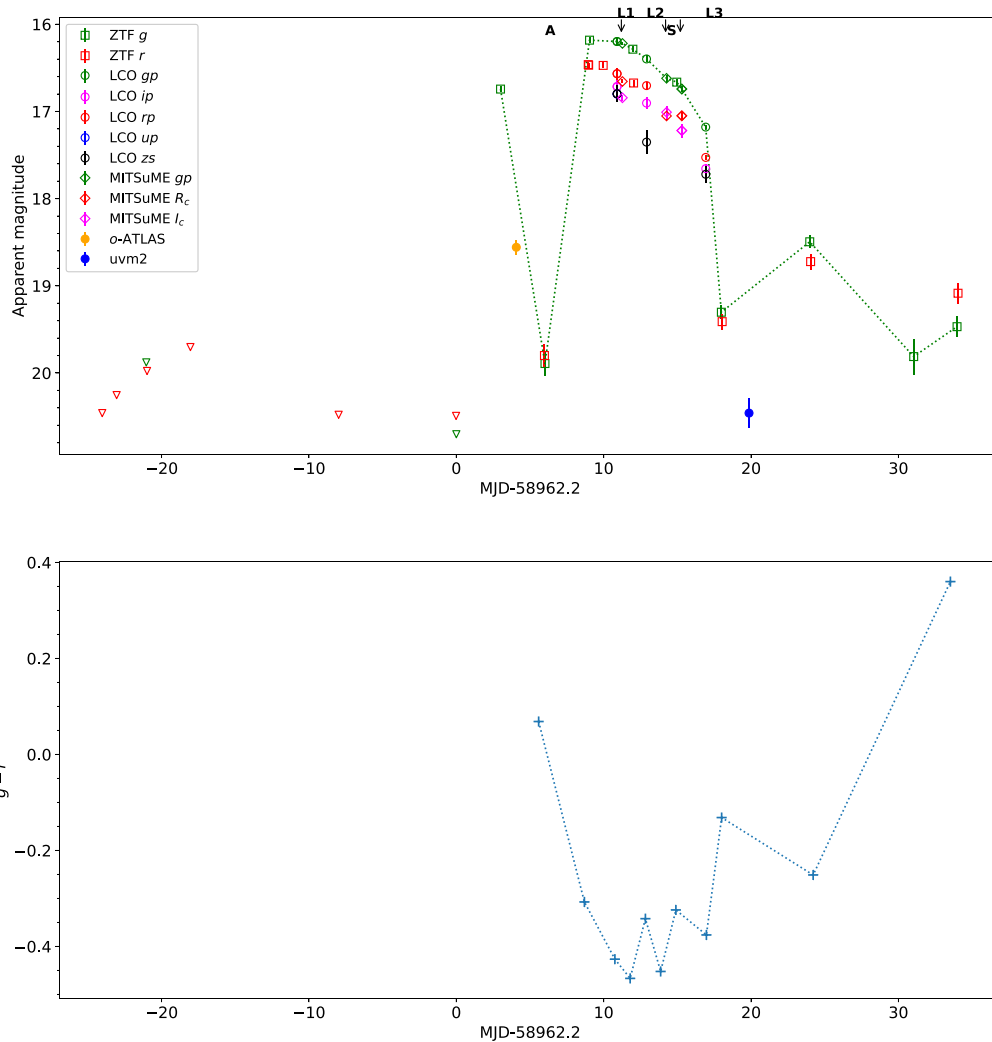 A L1 L2 S L3
16
17
18
19
20
Apparent magnitude
ZTF g
ZTF r
LCO gp
LCO ip
LCO rp
LCO up
LCO zs
MITSuME gp
MITSuME R_c
MITSuME I_c
o-ATLAS
uvm2
−20 −10 0 10 20 30
MJD-58962.2
0.4
0.2
0.0
−0.2
−0.4
−20 −10 0 10 20 30
MJD-58962.2